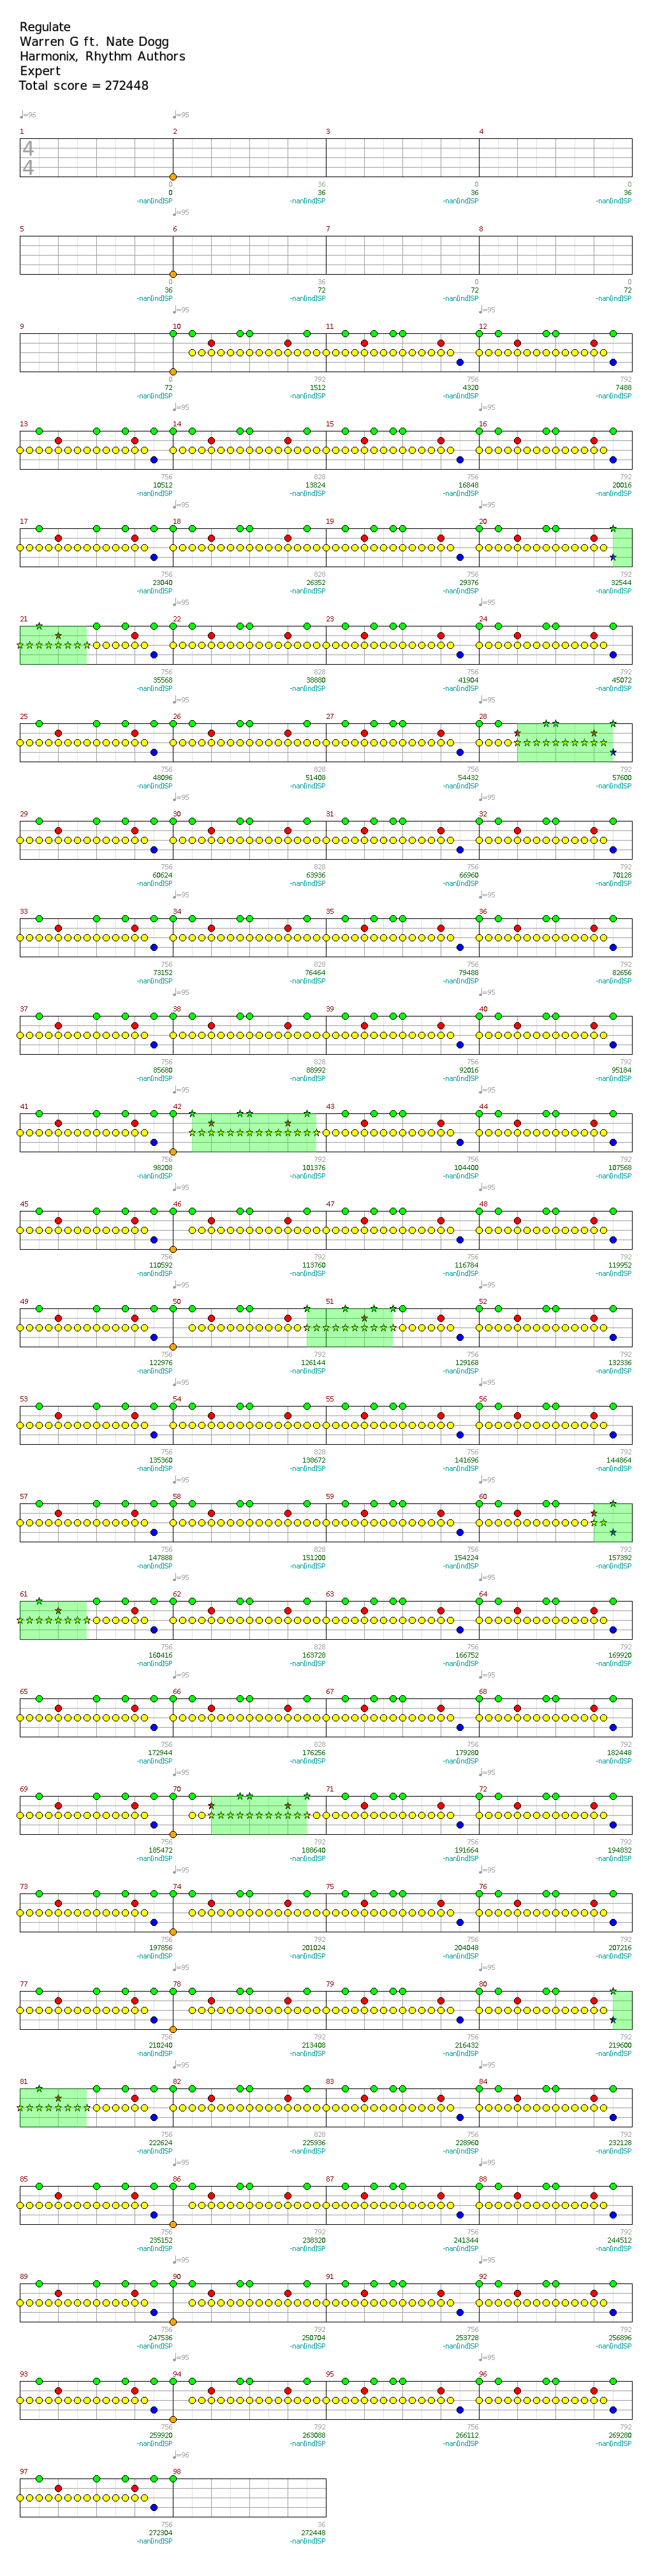 Regulate
Warren G ft. Nate Dogg
Harmonix, Rhythm Authors
Expert
Total score = 272448
♩=96 ♩=95
1 2 3 4
4
4
0 36 0 0
0 36 36 36
-nan(ind)SP -nan(ind)SP -nan(ind)SP -nan(ind)SP
♩=95
5 6 7 8
0 36 0 0
36 72 72 72
-nan(ind)SP -nan(ind)SP -nan(ind)SP -nan(ind)SP
♩=95 ♩=95
9 10 11 12
0 792 756 792
72 1512 4320 7488
-nan(ind)SP -nan(ind)SP -nan(ind)SP -nan(ind)SP
♩=95 ♩=95
13 14 15 16
756 828 756 792
10512 13824 16848 20016
-nan(ind)SP -nan(ind)SP -nan(ind)SP -nan(ind)SP
♩=95 ♩=95
17 18 19 20
756 828 756 792
23040 26352 29376 32544
-nan(ind)SP -nan(ind)SP -nan(ind)SP -nan(ind)SP
♩=95 ♩=95
21 22 23 24
756 828 756 792
35568 38880 41904 45072
-nan(ind)SP -nan(ind)SP -nan(ind)SP -nan(ind)SP
♩=95 ♩=95
25 26 27 28
756 828 756 792
48096 51408 54432 57600
-nan(ind)SP -nan(ind)SP -nan(ind)SP -nan(ind)SP
♩=95 ♩=95
29 30 31 32
756 828 756 792
60624 63936 66960 70128
-nan(ind)SP -nan(ind)SP -nan(ind)SP -nan(ind)SP
♩=95 ♩=95
33 34 35 36
756 828 756 792
73152 76464 79488 82656
-nan(ind)SP -nan(ind)SP -nan(ind)SP -nan(ind)SP
♩=95 ♩=95
37 38 39 40
756 828 756 792
85680 88992 92016 95184
-nan(ind)SP -nan(ind)SP -nan(ind)SP -nan(ind)SP
♩=95 ♩=95
41 42 43 44
756 792 756 792
98208 101376 104400 107568
-nan(ind)SP -nan(ind)SP -nan(ind)SP -nan(ind)SP
♩=95 ♩=95
45 46 47 48
756 792 756 792
110592 113760 116784 119952
-nan(ind)SP -nan(ind)SP -nan(ind)SP -nan(ind)SP
♩=95 ♩=95
49 50 51 52
756 792 756 792
122976 126144 129168 132336
-nan(ind)SP -nan(ind)SP -nan(ind)SP -nan(ind)SP
♩=95 ♩=95
53 54 55 56
756 828 756 792
135360 138672 141696 144864
-nan(ind)SP -nan(ind)SP -nan(ind)SP -nan(ind)SP
♩=95 ♩=95
57 58 59 60
756 828 756 792
147888 151200 154224 157392
-nan(ind)SP -nan(ind)SP -nan(ind)SP -nan(ind)SP
♩=95 ♩=95
61 62 63 64
756 828 756 792
160416 163728 166752 169920
-nan(ind)SP -nan(ind)SP -nan(ind)SP -nan(ind)SP
♩=95 ♩=95
65 66 67 68
756 828 756 792
172944 176256 179280 182448
-nan(ind)SP -nan(ind)SP -nan(ind)SP -nan(ind)SP
♩=95 ♩=95
69 70 71 72
756 792 756 792
185472 188640 191664 194832
-nan(ind)SP -nan(ind)SP -nan(ind)SP -nan(ind)SP
♩=95 ♩=95
73 74 75 76
756 792 756 792
197856 201024 204048 207216
-nan(ind)SP -nan(ind)SP -nan(ind)SP -nan(ind)SP
♩=95 ♩=95
77 78 79 80
756 792 756 792
210240 213408 216432 219600
-nan(ind)SP -nan(ind)SP -nan(ind)SP -nan(ind)SP
♩=95 ♩=95
81 82 83 84
756 828 756 792
222624 225936 228960 232128
-nan(ind)SP -nan(ind)SP -nan(ind)SP -nan(ind)SP
♩=95 ♩=95
85 86 87 88
756 792 756 792
235152 238320 241344 244512
-nan(ind)SP -nan(ind)SP -nan(ind)SP -nan(ind)SP
♩=95 ♩=95
89 90 91 92
756 792 756 792
247536 250704 253728 256896
-nan(ind)SP -nan(ind)SP -nan(ind)SP -nan(ind)SP
♩=95 ♩=95
93 94 95 96
756 792 756 792
259920 263088 266112 269280
-nan(ind)SP -nan(ind)SP -nan(ind)SP -nan(ind)SP
♩=96
97 98
756 36
272304 272448
-nan(ind)SP -nan(ind)SP